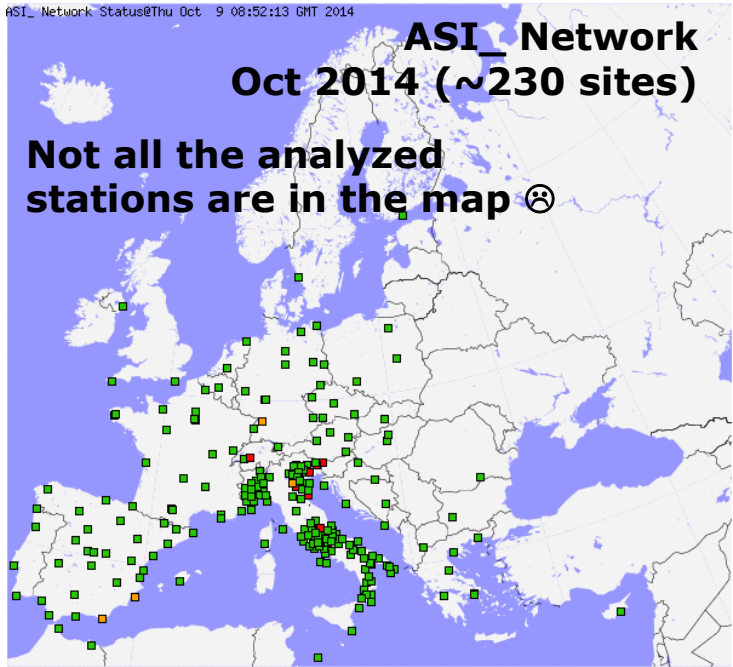 ASI_ Network Status@Thu Oct  9 08:52:13 GMT 2014
ASI_ Network
Oct 2014 (~230 sites)
Not all the analyzed
stations are in the map ☹